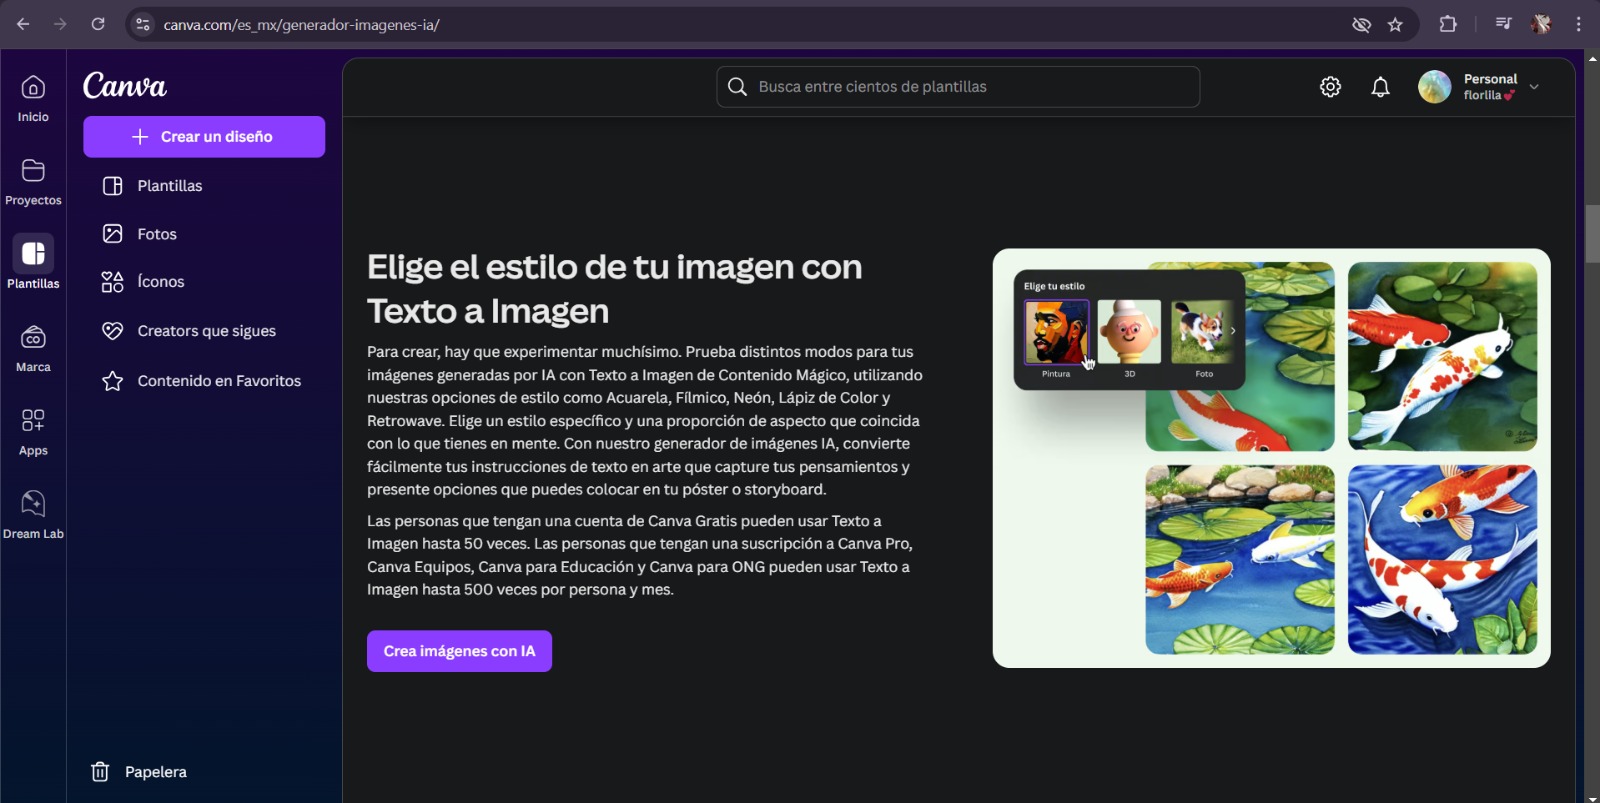 canva.com/es_mx/generador-imagenes-ia/
Inicio
Proyectos
Plantillas
Marca
Apps
Dream Lab
Canva
Crear un diseño
Plantillas
Fotos
Íconos
Creators que sigues
Contenido en Favoritos
Papelera
Busca entre cientos de plantillas
Personal
florlila💕
Elige el estilo de tu imagen con
Texto a Imagen
Para crear, hay que experimentar muchísimo. Prueba distintos modos para tus
imágenes generadas por IA con Texto a Imagen de Contenido Mágico, utilizando
nuestras opciones de estilo como Acuarela, Fílmico, Neón, Lápiz de Color y
Retrowave. Elige un estilo específico y una proporción de aspecto que coincida
con lo que tienes en mente. Con nuestro generador de imágenes IA, convierte
fácilmente tus instrucciones de texto en arte que capture tus pensamientos y
presente opciones que puedes colocar en tu póster o storyboard.
Las personas que tengan una cuenta de Canva Gratis pueden usar Texto a
Imagen hasta 50 veces. Las personas que tengan una suscripción a Canva Pro,
Canva Equipos, Canva para Educación y Canva para ONG pueden usar Texto a
Imagen hasta 500 veces por persona y mes.
Crea imágenes con IA
Elige tu estilo
Pintura
3D
Foto